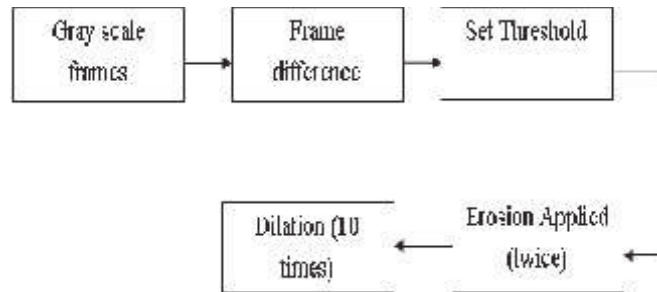 Gray scale
frames
Frame
difference
Set Threshold
Erosion Applied
(twice)
Dilation (10
times)